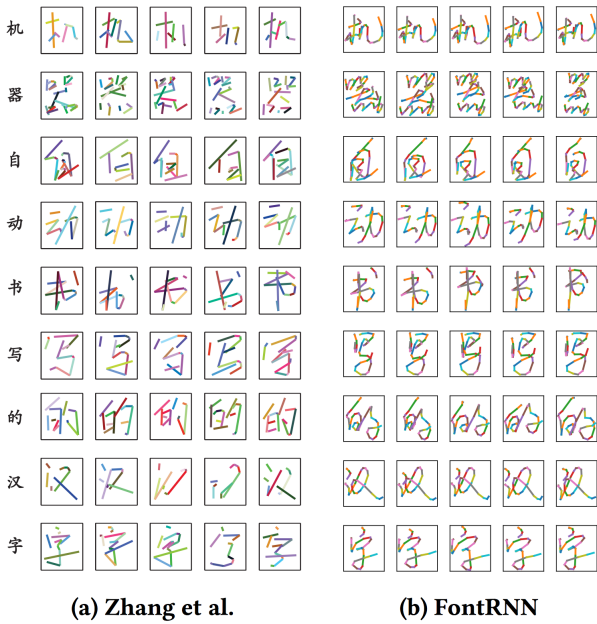 机
器
自
动
书
写
的
汉
字
(a) Zhang et al.
(b) FontRNN